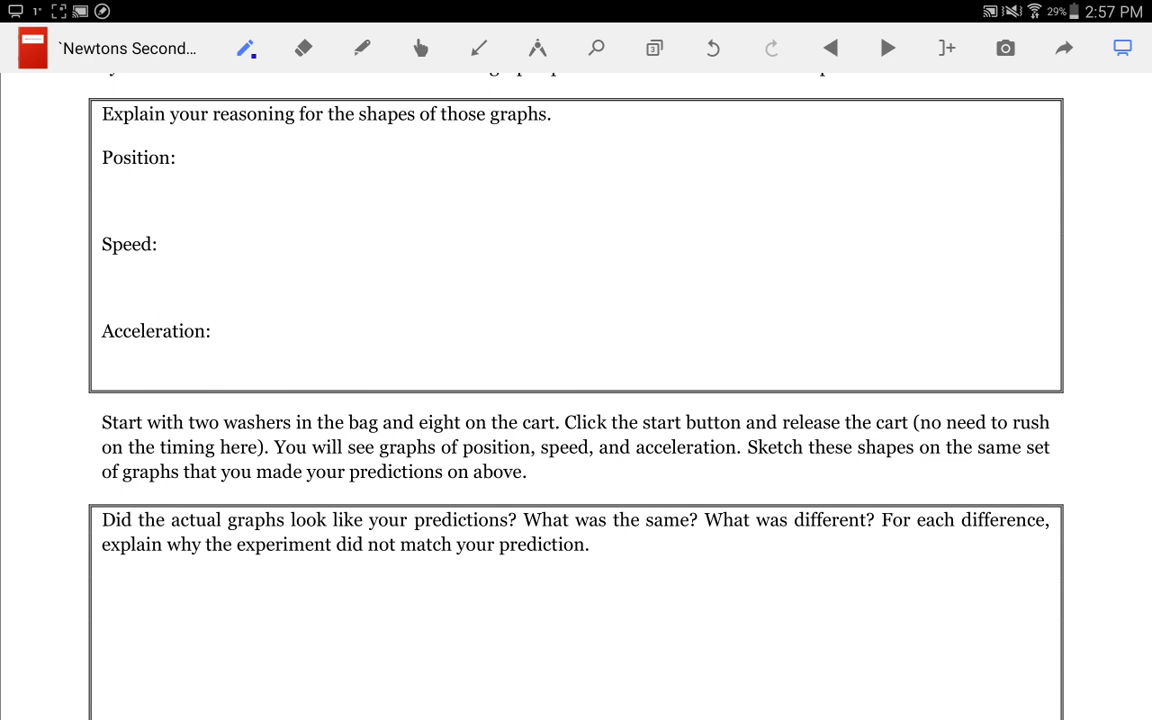 29% 2:57 PM
`Newtons Second...
3
Explain your reasoning for the shapes of those graphs.
Position:
Speed:
Acceleration:
Start with two washers in the bag and eight on the cart. Click the start button and release the cart (no need to rush
on the timing here). You will see graphs of position, speed, and acceleration. Sketch these shapes on the same set
of graphs that you made your predictions on above.
Did the actual graphs look like your predictions? What was the same? What was different? For each difference,
explain why the experiment did not match your prediction.